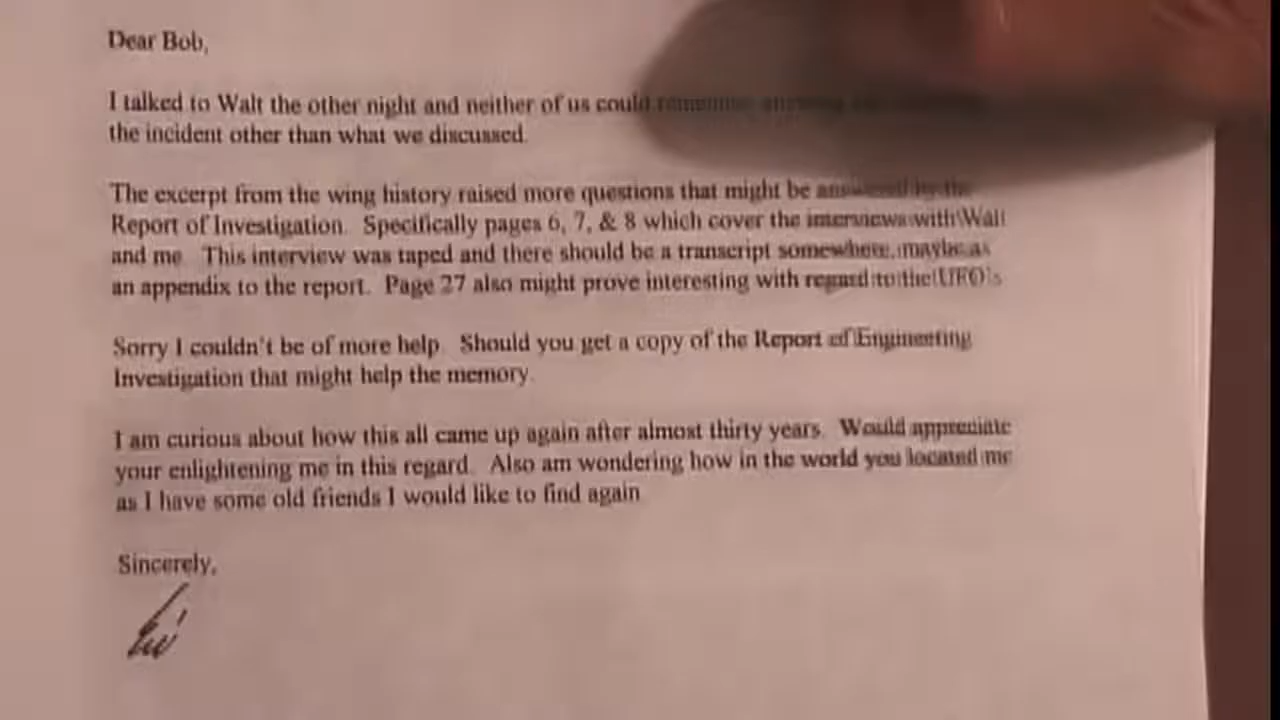 Dear Bob,
I talked to Walt the other night and neither of us could remember
the incident other than what we discussed.
The excerpt from the wing history raised more questions that might be answered by the
Report of Investigation. Specifically pages 6, 7, & 8 which cover the interviews with Walt
and me. This interview was taped and there should be a transcript somewhere, maybe as
an appendix to the report. Page 27 also might prove interesting with regard to the UFO's
Sorry I couldn't be of more help. Should you get a copy of the Report of Engineering
Investigation that might help the memory.
I am curious about how this all came up again after almost thirty years. Would appreciate
your enlightening me in this regard. Also am wondering how in the world you located me
as I have some old friends I would like to find again
Sincerely,